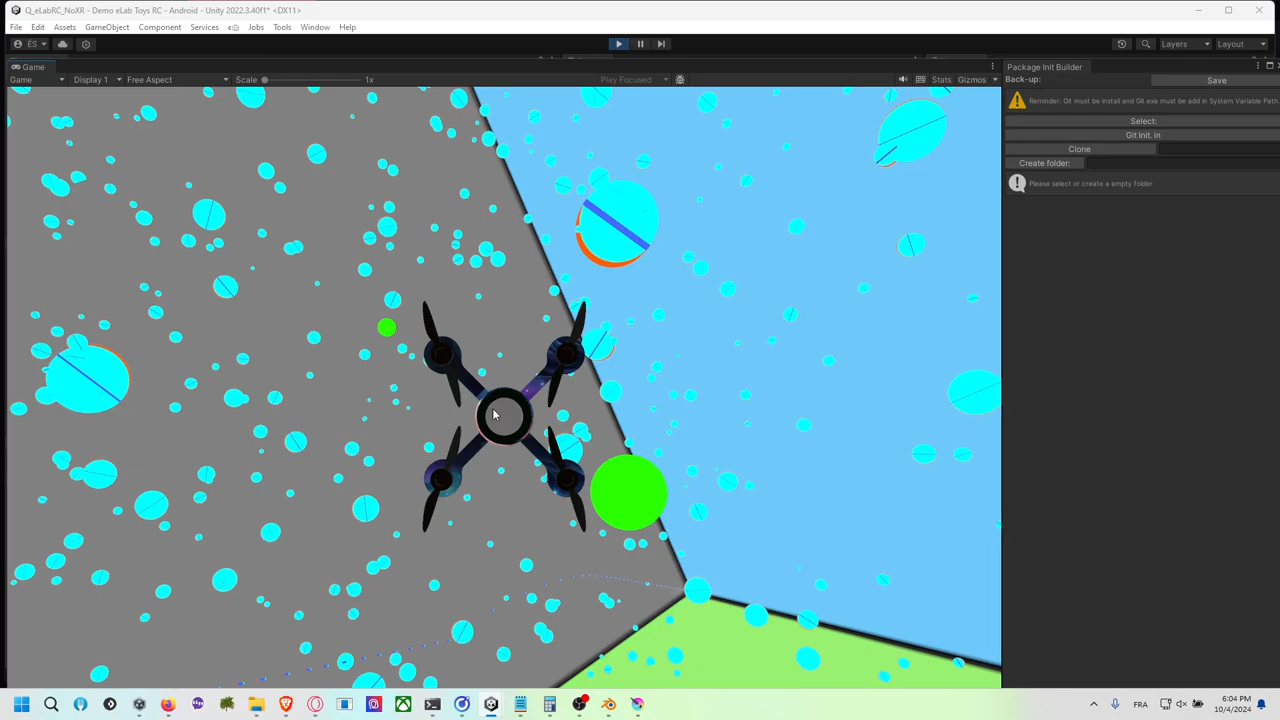 Q_eLabRC_NoXR - Demo eLab Toys RC - Android - Unity 2022.3.40f1* <DX11>
File Edit Assets GameObject Component Services Jobs Tools Window Help
ÉS Layers Layout
Game
Package Init Builder
Game Display 1 Free Aspect Scale 1x Play Focused Stats Gizmos
Back-up: Save
Reminder: Git must be install and Git.exe must be add in System Variable Path.
Select:
Git Init. in
Clone
Create folder:
Please select or create a empty folder
FRA 6:04 PM
10/4/2024